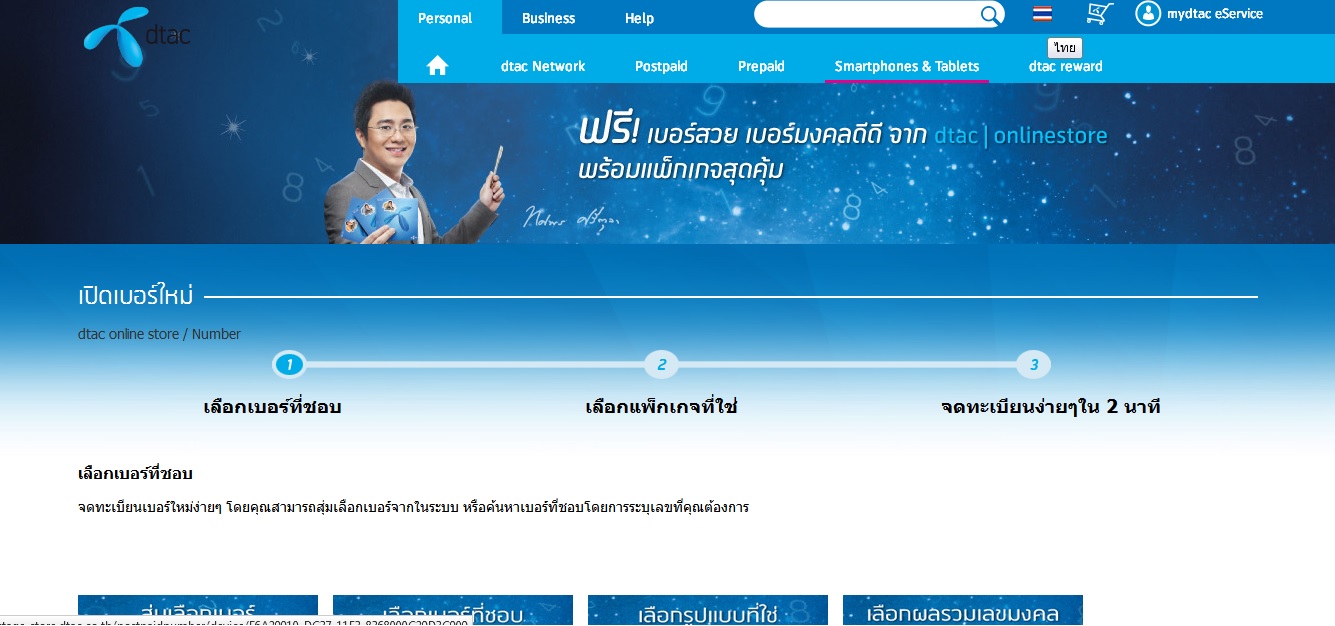 Personal
Business
Help
mydtac eService
dtac
ไทย
dtac Network
Postpaid
Prepaid
Smartphones & Tablets
dtac reward
ฟรี! เบอร์สวย เบอร์มงคลดีดี จาก dtac | onlinestore
พร้อมแพ็กเกจสุดคุ้ม
เปิดเบอร์ใหม่
dtac online store / Number
1
2
3
เลือกเบอร์ที่ชอบ
เลือกแพ็กเกจที่ใช่
จดทะเบียนง่ายๆใน 2 นาที
เลือกเบอร์ที่ชอบ
จดทะเบียนเบอร์ใหม่ง่ายๆ โดยคุณสามารถสุ่มเลือกเบอร์จากในระบบ หรือค้นหาเบอร์ที่ชอบโดยการระบุเลขที่คุณต้องการ
สุ่มเลือกเบอร์
เลือกเบอร์ที่ชอบ
เลือกรูปแบบที่ใช่
เลือกผลรวมเลขมงคล